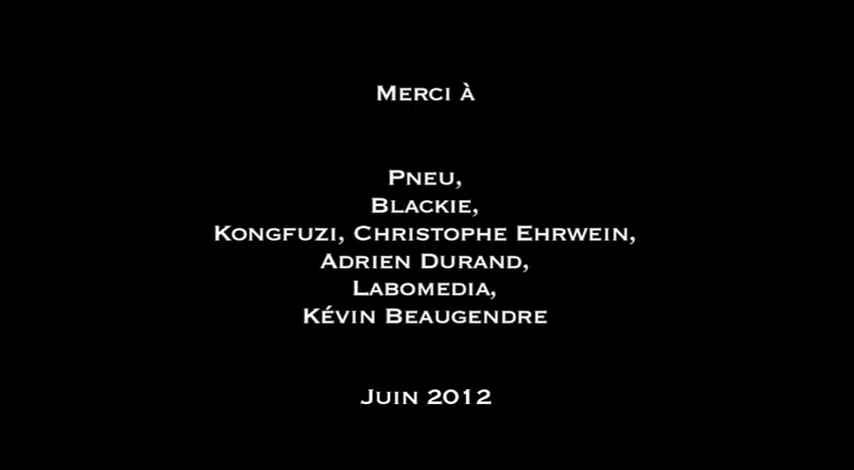 Merci à
Pneu,
Blackie,
Kongfuzi, Christophe Ehrwein,
Adrien Durand,
Labomedia,
Kévin Beaugendre
Juin 2012